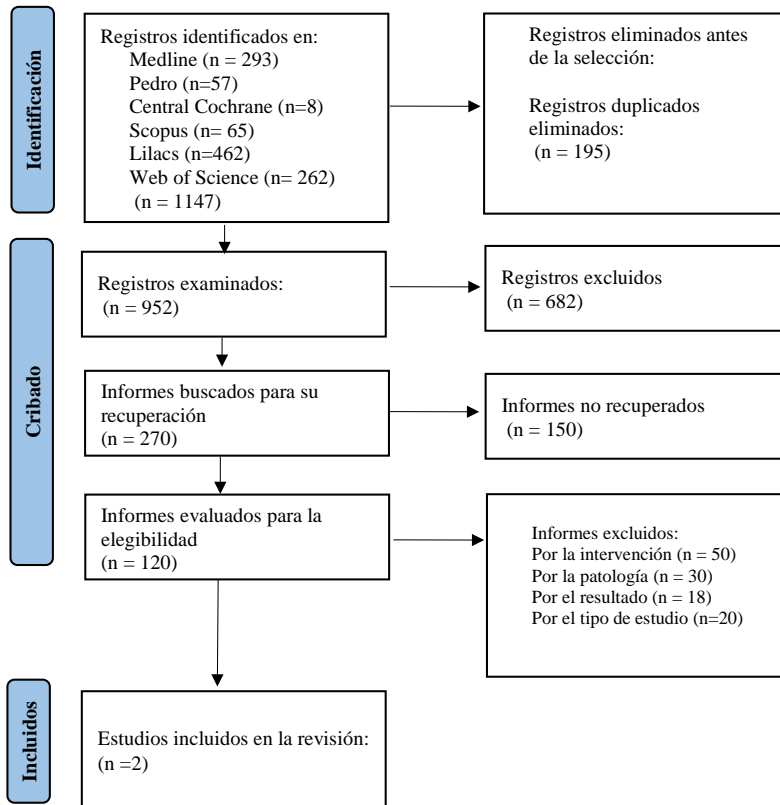 Identificación
Registros identificados en:
Medline (n = 293)
Pedro (n=57)
Central Cochrane (n=8)
Scopus (n= 65)
Lilacs (n=462)
Web of Science (n= 262)
(n = 1147)
Registros eliminados antes
de la selección:
Registros duplicados
eliminados:
(n = 195)
Cribado
Registros examinados:
(n = 952)
Registros excluidos
(n = 682)
Informes buscados para su
recuperación
(n = 270)
Informes no recuperados
(n = 150)
Informes evaluados para la
elegibilidad
(n = 120)
Informes excluidos:
Por la intervención (n = 50)
Por la patología (n = 30)
Por el resultado (n = 18)
Por el tipo de estudio (n=20)
Incluidos
Estudios incluidos en la revisión:
(n =2)